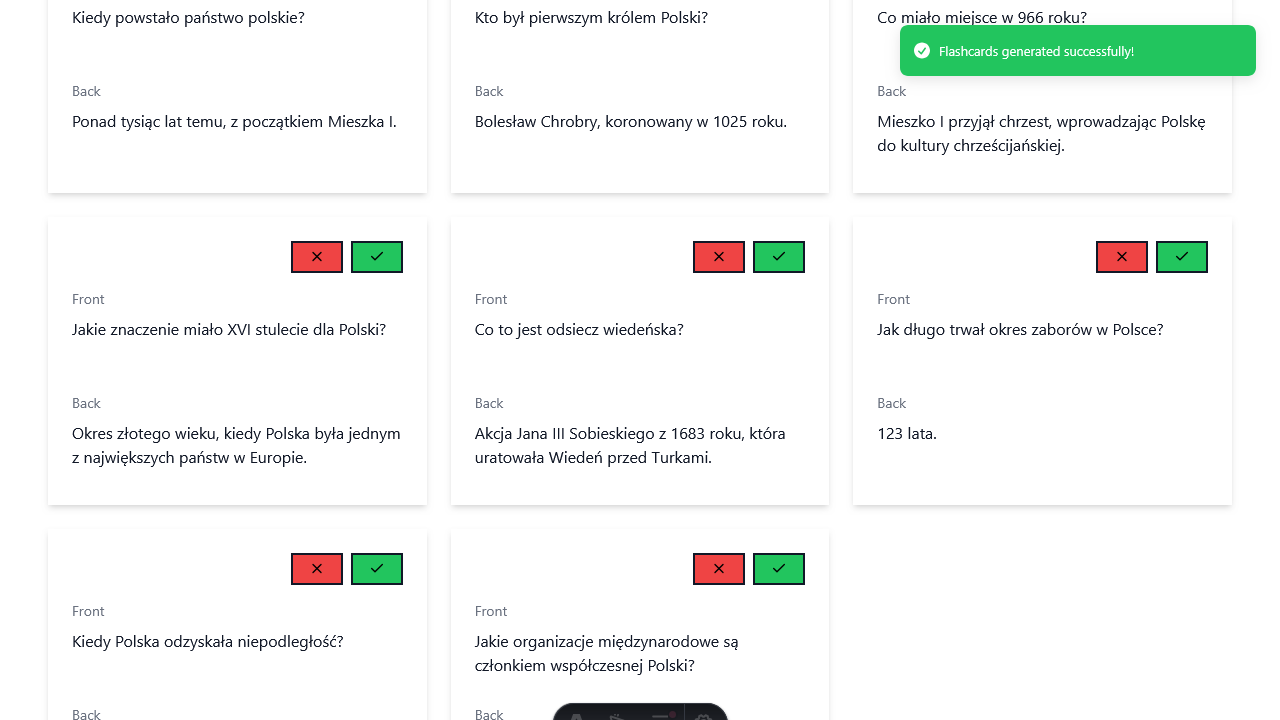 Kiedy powstało państwo polskie?
Back
Ponad tysiąc lat temu, z początkiem Mieszka I.
Kto był pierwszym królem Polski?
Back
Bolesław Chrobry, koronowany w 1025 roku.
Co miało miejsce w 966 roku?
Flashcards generated successfully!
Back
Mieszko I przyjął chrzest, wprowadzając Polskę
do kultury chrześcijańskiej.
Front
Jakie znaczenie miało XVI stulecie dla Polski?
Back
Okres złotego wieku, kiedy Polska była jednym
z największych państw w Europie.
Front
Co to jest odsiecz wiedeńska?
Back
Akcja Jana III Sobieskiego z 1683 roku, która
uratowała Wiedeń przed Turkami.
Front
Jak długo trwał okres zaborów w Polsce?
Back
123 lata.
Front
Kiedy Polska odzyskała niepodległość?
Back
Front
Jakie organizacje międzynarodowe są
członkiem współczesnej Polski?
Back